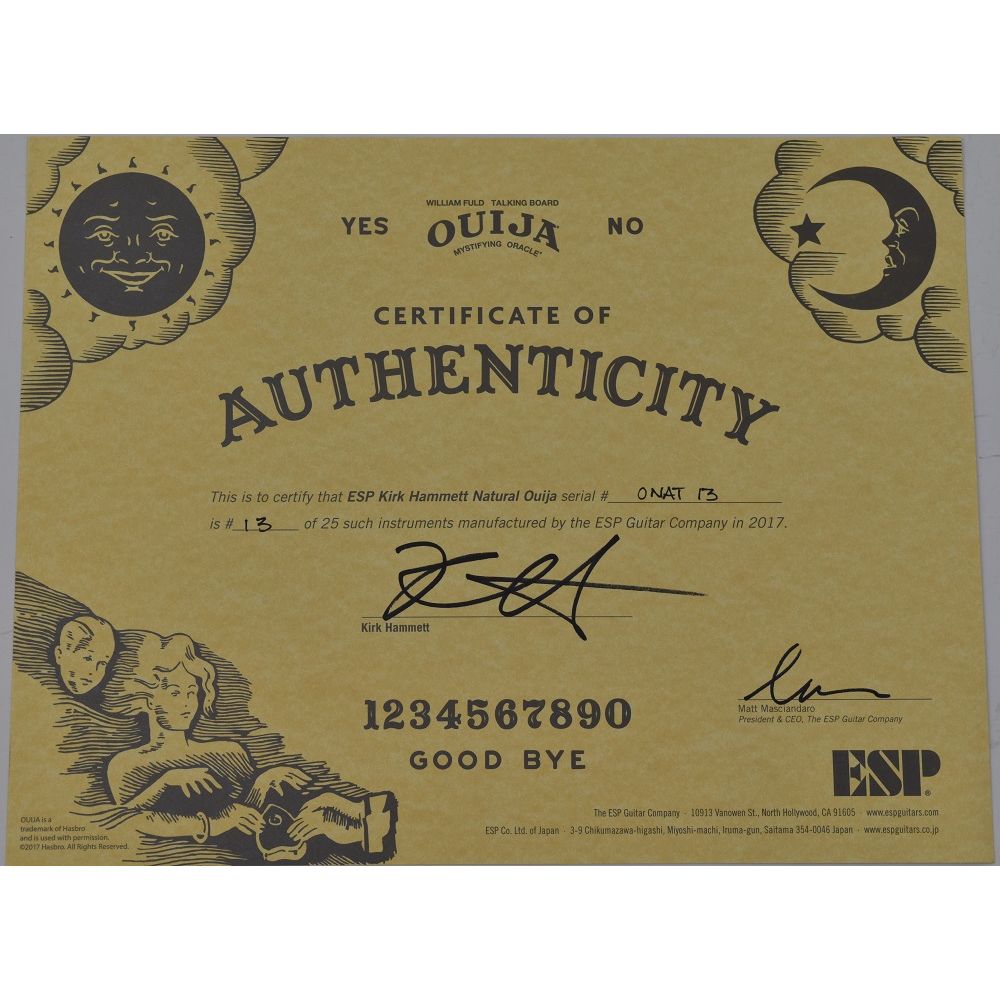 WILLIAM FULD TALKING BOARD
YES OUIJA NO
MYSTIFYING ORACLE
CERTIFICATE OF
AUTHENTICITY
This is to certify that ESP Kirk Hammett Natural Ouija serial # ONAT 13
is # 13 of 25 such instruments manufactured by the ESP Guitar Company in 2017.
Kirk Hammett
Matt Masciandaro
President & CEO, The ESP Guitar Company
1234567890
GOOD BYE
ESP®
The ESP Guitar Company · 10913 Vanowen St., North Hollywood, CA 91605 · www.espguitars.com
ESP Co. Ltd. of Japan · 3-9 Chikumazawa-higashi, Miyoshi-machi, Iruma-gun, Saitama 354-0046 Japan · www.espguitars.co.jp
OUIJA is a
trademark of Hasbro
and is used with permission.
©2017 Hasbro. All Rights Reserved.